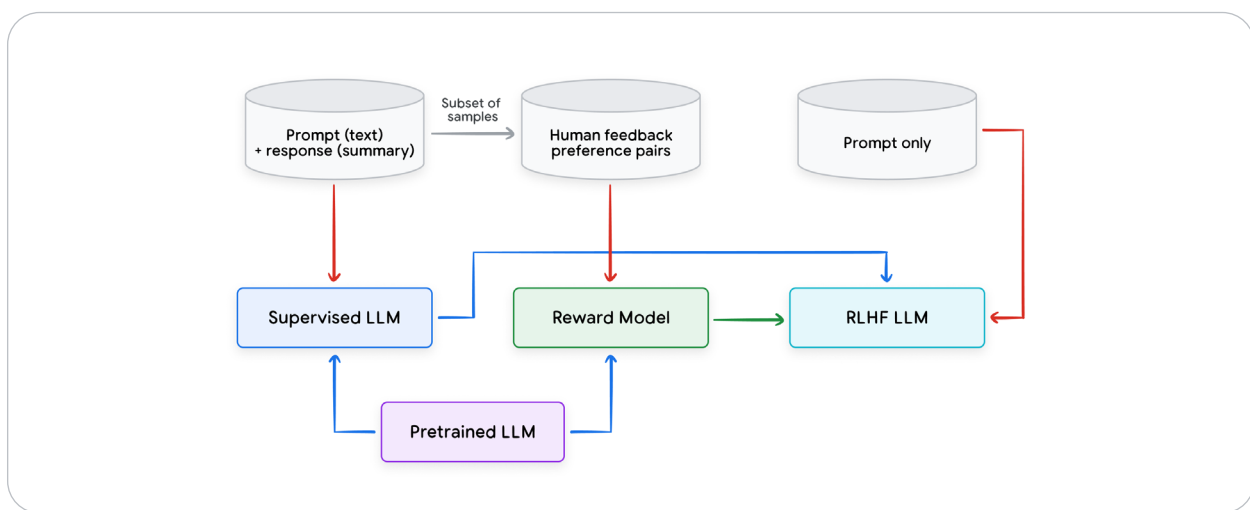 Subset of
samples
Prompt (text)
+ response (summary)
Human feedback
preference pairs
Prompt only
Supervised LLM
Reward Model
RLHF LLM
Pretrained LLM